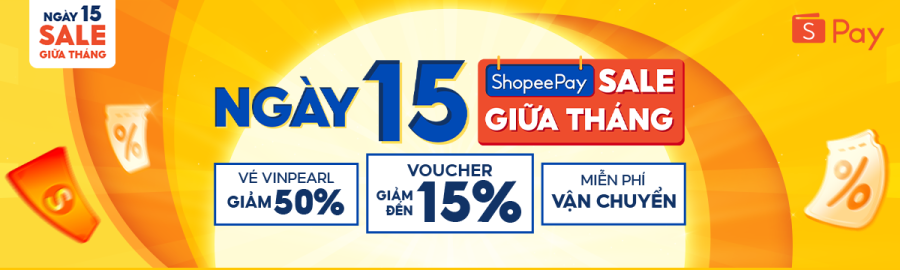 NGÀY 15
SALE
GIỮA THÁNG
S Pay
NGÀY 15
ShopeePay SALE
GIỮA THÁNG
VÉ VINPEARL
GIẢM 50%
VOUCHER
GIẢM ĐẾN 15%
MIỄN PHÍ
VẬN CHUYỂN
S
%
%